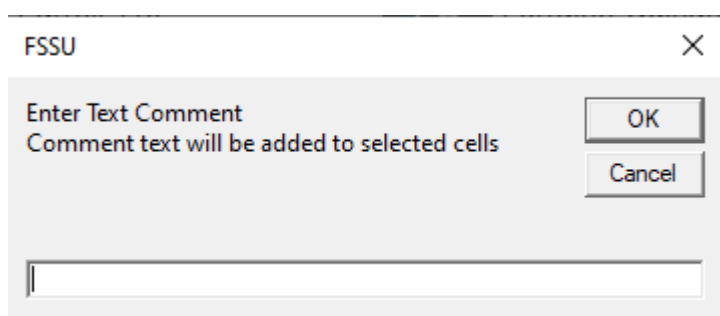 FSSU
Enter Text Comment
Comment text will be added to selected cells
OK
Cancel